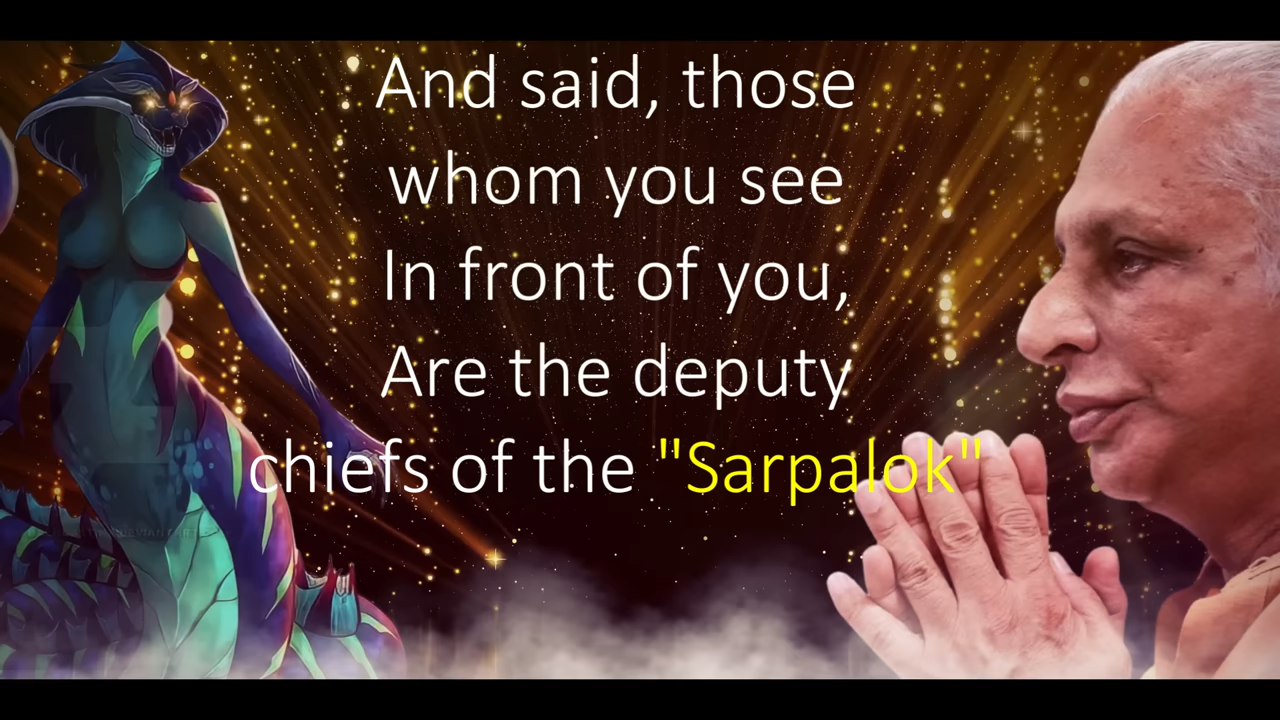 And said, those
whom you see
In front of you,
Are the deputy
chiefs of the "Sarpalok"